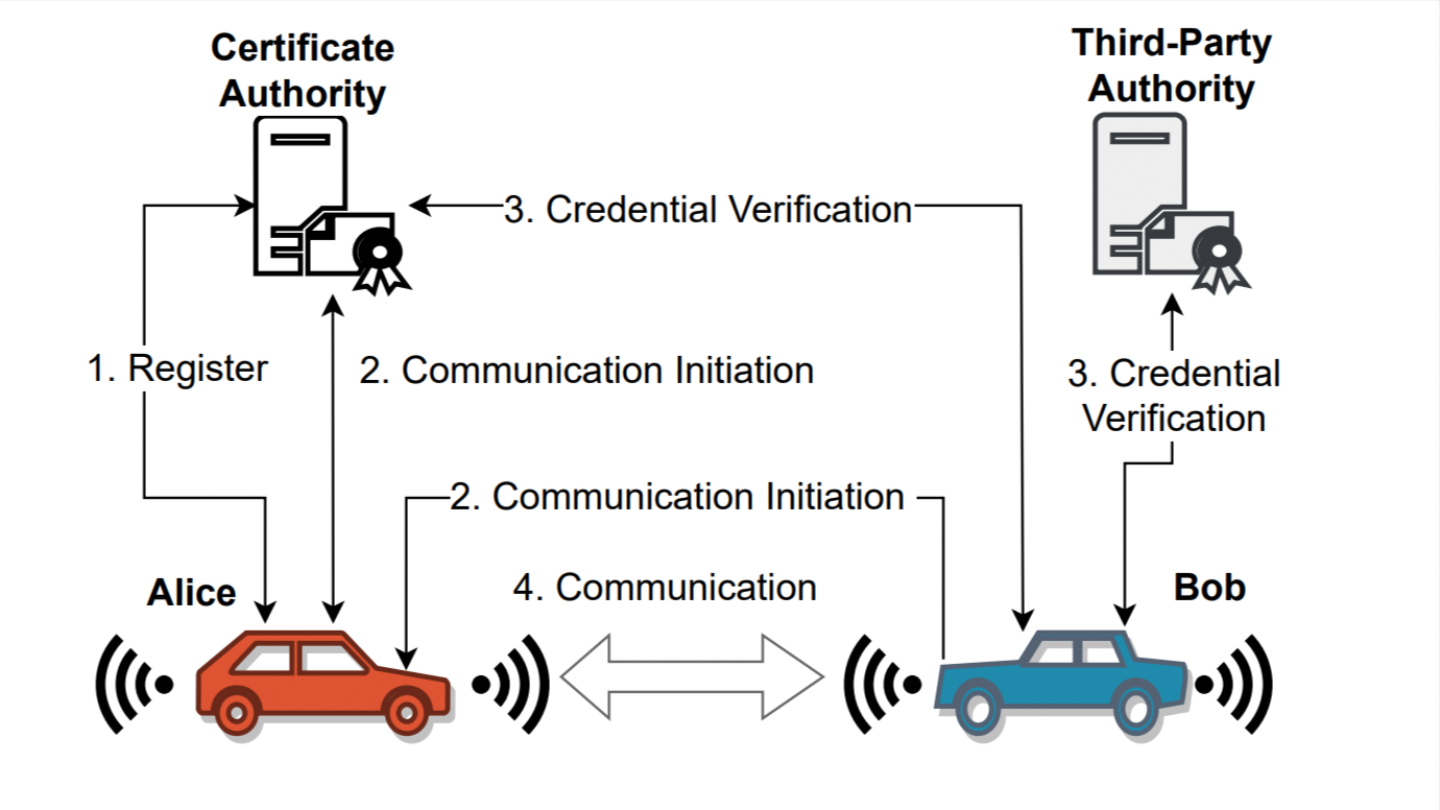 Certificate
Authority
Third-Party
Authority
3. Credential Verification
1. Register
2. Communication Initiation
3. Credential
Verification
2. Communication Initiation
4. Communication
Alice
Bob